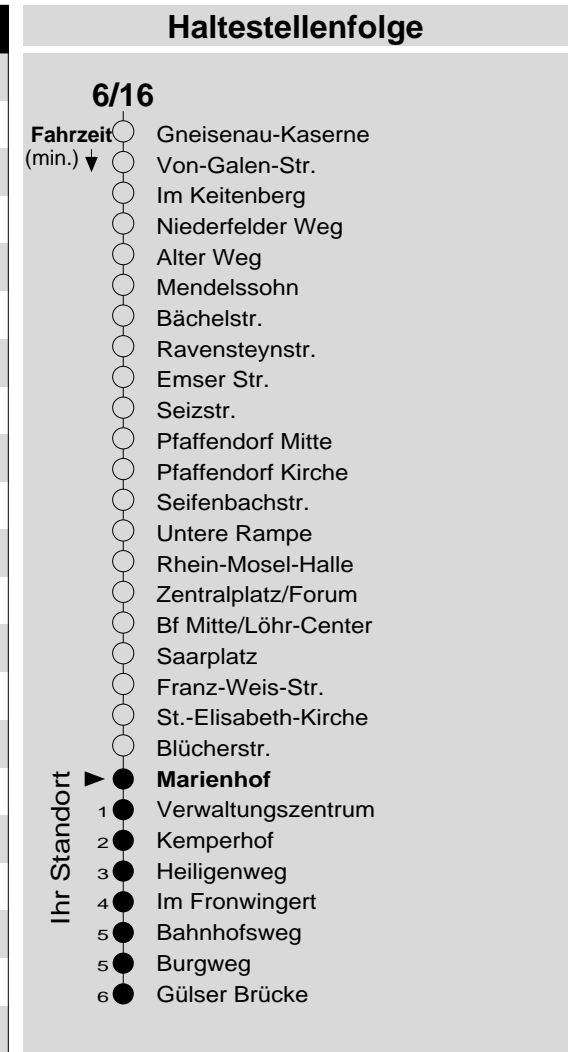 Haltestellenfolge
6/16
Fahrzeit Gneisenau-Kaserne
(min.) Von-Galen-Str.
Im Keitenberg
Niederfelder Weg
Alter Weg
Mendelssohn
Bächelstr.
Ravensteynstr.
Emser Str.
Seizstr.
Pfaffendorf Mitte
Pfaffendorf Kirche
Seifenbachstr.
Untere Rampe
Rhein-Mosel-Halle
Zentralplatz/Forum
Bf Mitte/Löhr-Center
Saarplatz
Franz-Weis-Str.
St.-Elisabeth-Kirche
Blücherstr.
Ihr Standort
Marienhof
1 Verwaltungszentrum
2 Kemperhof
3 Heiligenweg
4 Im Fronwingert
5 Bahnhofsweg
5 Burgweg
6 Gülser Brücke